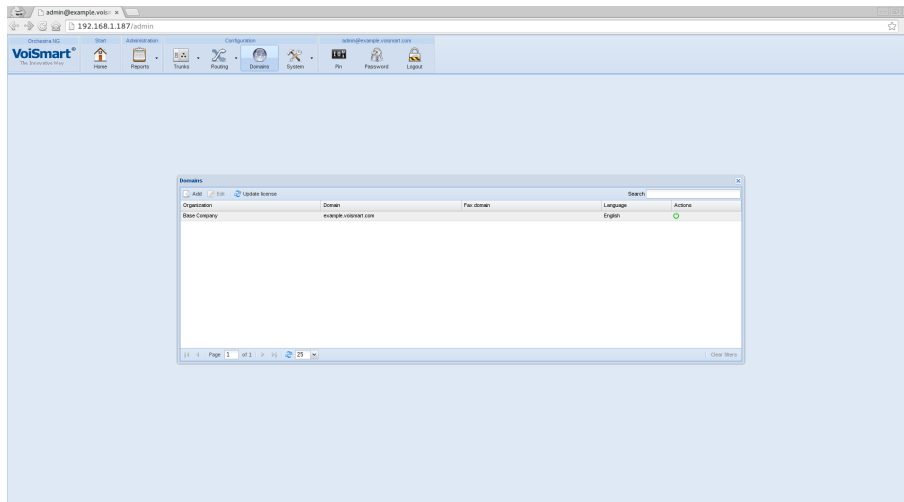 admin@example.voisr ×
192.168.1.187/admin
Orchestra NG Start Administration Configuration admin@example.voismart.com
VoiSmart®
The Innovative Way
Home Reports Trunks Routing Domains System Pin Password Logout
Domains
Add Edit Update license Search
Organization Domain Fax domain Language Actions
Base Company example.voismart.com English
Page 1 of 1 25 Clear filters